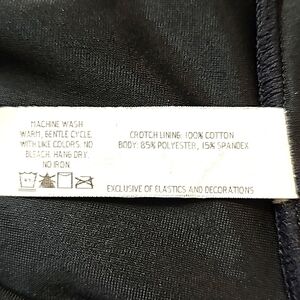 MACHINE WASH
WARM, GENTLE CYCLE,
WITH LIKE COLORS. NO
BLEACH. HANG DRY.
NO IRON
CROTCH LINING: 100% COTTON
BODY: 85% POLYESTER, 15% SPANDEX
EXCLUSIVE OF ELASTICS AND DECORATIONS